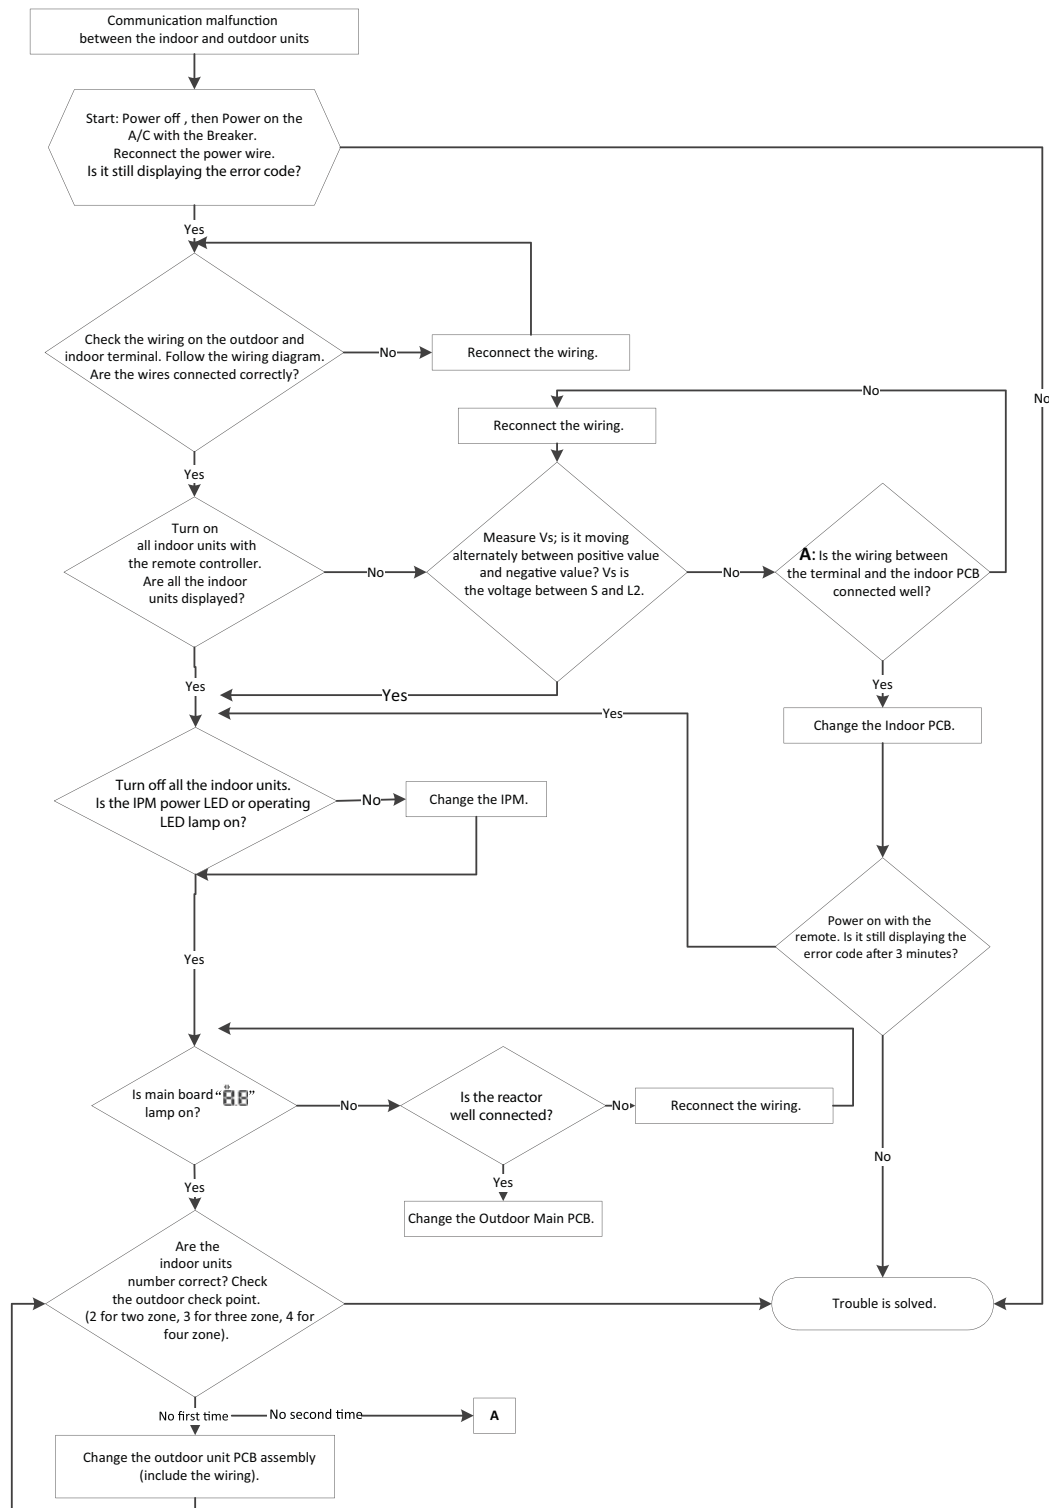 Communication malfunction
between the indoor and outdoor units
Start: Power off , then Power on the
A/C with the Breaker.
Reconnect the power wire.
Is it still displaying the error code?
Yes
Check the wiring on the outdoor and
indoor terminal. Follow the wiring diagram.
Are the wires connected correctly?
No
Reconnect the wiring.
No
No
Reconnect the wiring.
Yes
Turn on
all indoor units with
the remote controller.
Are all the indoor
units displayed?
No
Measure Vs; is it moving
alternately between positive value
and negative value? Vs is
the voltage between S and L2.
No
A: Is the wiring between
the terminal and the indoor PCB
connected well?
Yes
Yes
Yes
Yes
Change the Indoor PCB.
Turn off all the indoor units.
Is the IPM power LED or operating
LED lamp on?
No
Change the IPM.
Power on with the
remote. Is it still displaying the
error code after 3 minutes?
Yes
Is main board “8.8”
lamp on?
No
Is the reactor
well connected?
No
Reconnect the wiring.
No
Yes
Yes
Change the Outdoor Main PCB.
Are the
indoor units
number correct? Check
the outdoor check point.
(2 for two zone, 3 for three zone, 4 for
four zone).
Trouble is solved.
No first time
No second time
A
Change the outdoor unit PCB assembly
(include the wiring).